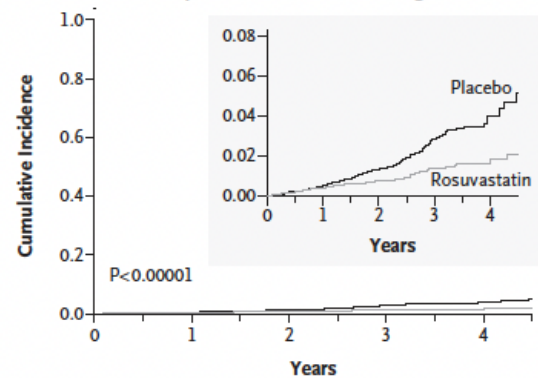 1.0
0.8
0.6
0.4
0.2
0.0
Cumulative Incidence
P<0.00001
0 1 2 3 4
Years
0.08
0.06
0.04
0.02
0.00
Placebo
Rosuvastatin
0 1 2 3 4
Years